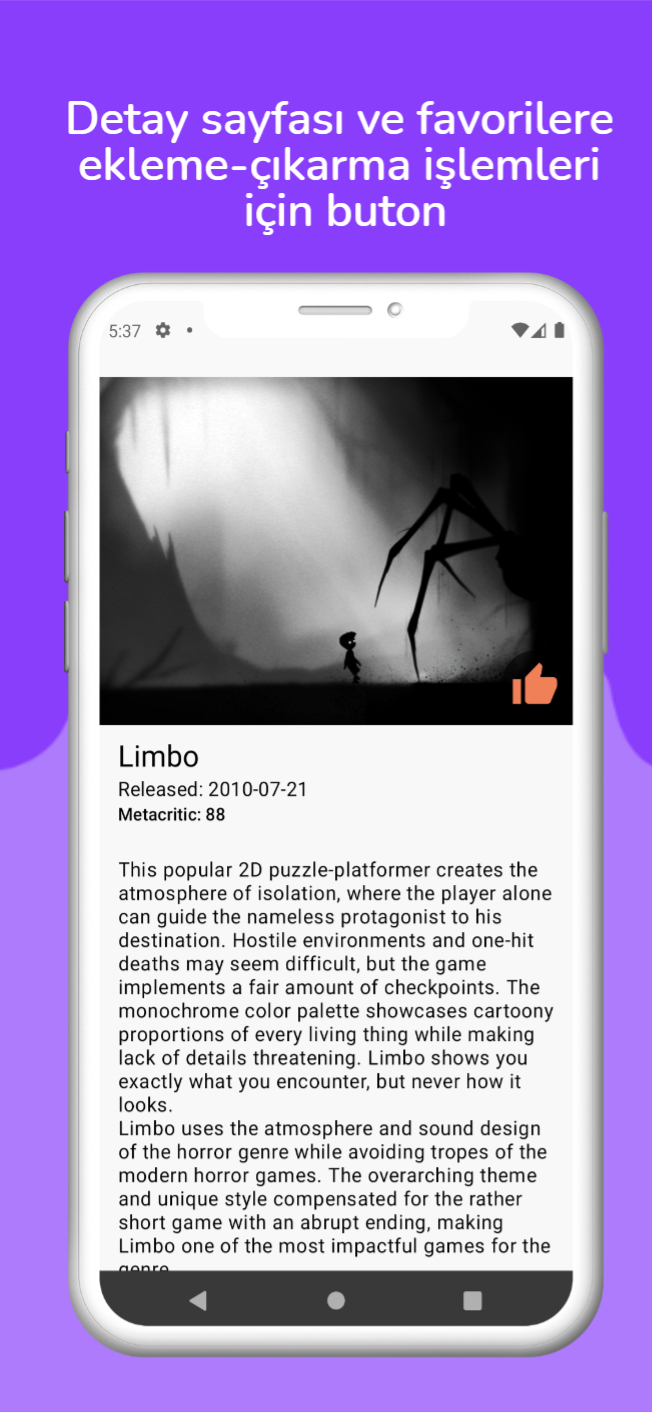 Detay sayfası ve favorilere
ekleme-çıkarma işlemleri
için buton
5:37
Limbo
Released: 2010-07-21
Metacritic: 88
This popular 2D puzzle-platformer creates the
atmosphere of isolation, where the player alone
can guide the nameless protagonist to his
destination. Hostile environments and one-hit
deaths may seem difficult, but the game
implements a fair amount of checkpoints. The
monochrome color palette showcases cartoony
proportions of every living thing while making
lack of details threatening. Limbo shows you
exactly what you encounter, but never how it
looks.
Limbo uses the atmosphere and sound design
of the horror genre while avoiding tropes of the
modern horror games. The overarching theme
and unique style compensated for the rather
short game with an abrupt ending, making
Limbo one of the most impactful games for the
genre